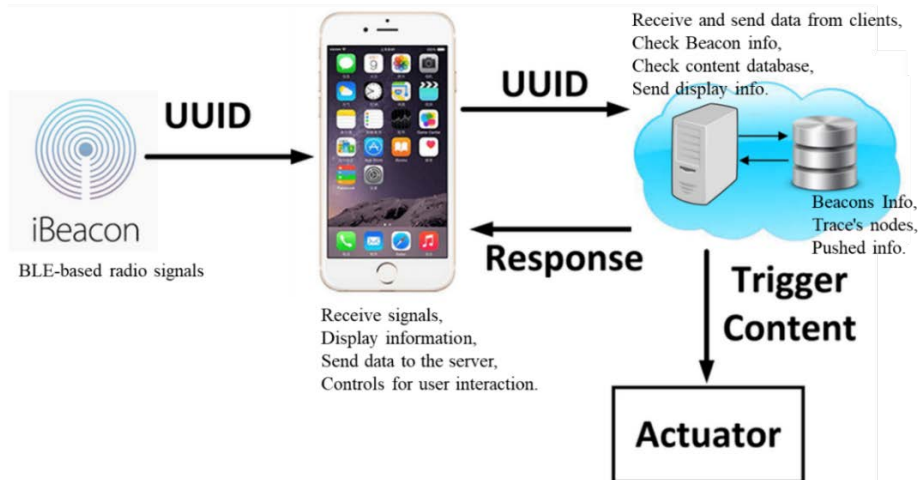 Receive and send data from clients,
Check Beacon info,
Check content database,
Send display info.
UUID
UUID
iBeacon
BLE-based radio signals
Beacons Info,
Trace's nodes,
Pushed info.
Response
Trigger
Content
Receive signals,
Display information,
Send data to the server,
Controls for user interaction.
Actuator